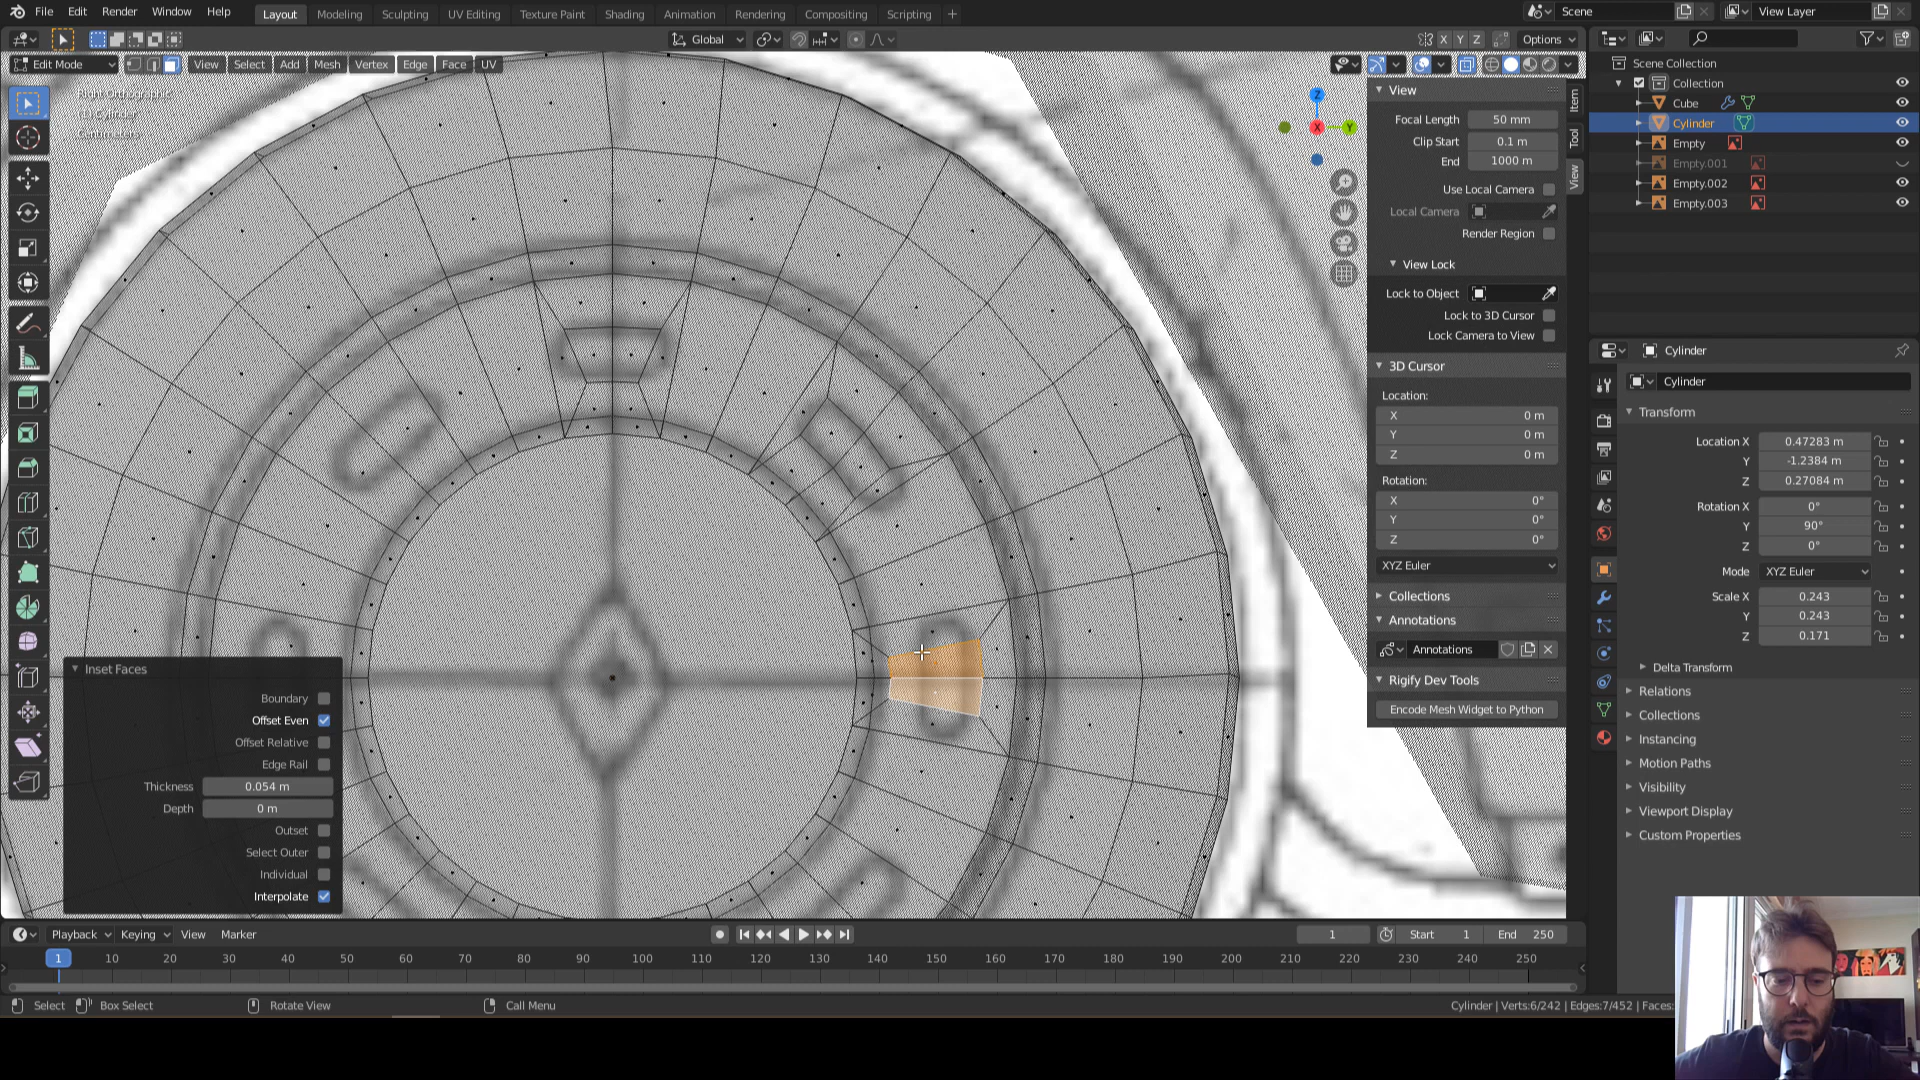 File Edit Render Window Help
Layout Modeling Sculpting UV Editing Texture Paint Shading Animation Rendering Compositing Scripting
Scene
View Layer
Global
X Y Z
Options
Edit Mode
View Select Add Mesh Vertex Edge Face UV
Right Orthographic
(1) Cylinder
Centimeters
Z
X
Y
Item
Tool
View
View
Focal Length 50 mm
Clip Start 0.1 m
End 1000 m
Use Local Camera
Local Camera
Render Region
View Lock
Lock to Object
Lock to 3D Cursor
Lock Camera to View
3D Cursor
Location:
X 0 m
Y 0 m
Z 0 m
Rotation:
X 0°
Y 0°
Z 0°
XYZ Euler
Collections
Annotations
Annotations
Rigify Dev Tools
Encode Mesh Widget to Python
Scene Collection
Collection
Cube
Cylinder
Empty
Empty.001
Empty.002
Empty.003
Cylinder
Cylinder
Transform
Location X 0.47283 m
Y -1.2384 m
Z 0.27084 m
Rotation X 0°
Y 90°
Z 0°
Mode XYZ Euler
Scale X 0.243
Y 0.243
Z 0.171
Delta Transform
Relations
Collections
Instancing
Motion Paths
Visibility
Viewport Display
Custom Properties
Inset Faces
Boundary
Offset Even
Offset Relative
Edge Rail
Thickness 0.054 m
Depth 0 m
Outset
Select Outer
Individual
Interpolate
Playback Keying View Marker
1 Start 1 End 250
1 10 20 30 40 50 60 70 80 90 100 110 120 130 140 150 160 170 180 190 200 210 220 230 240 250
Select Box Select Rotate View Call Menu
Cylinder | Verts:6/242 | Edges:7/452 | Faces: